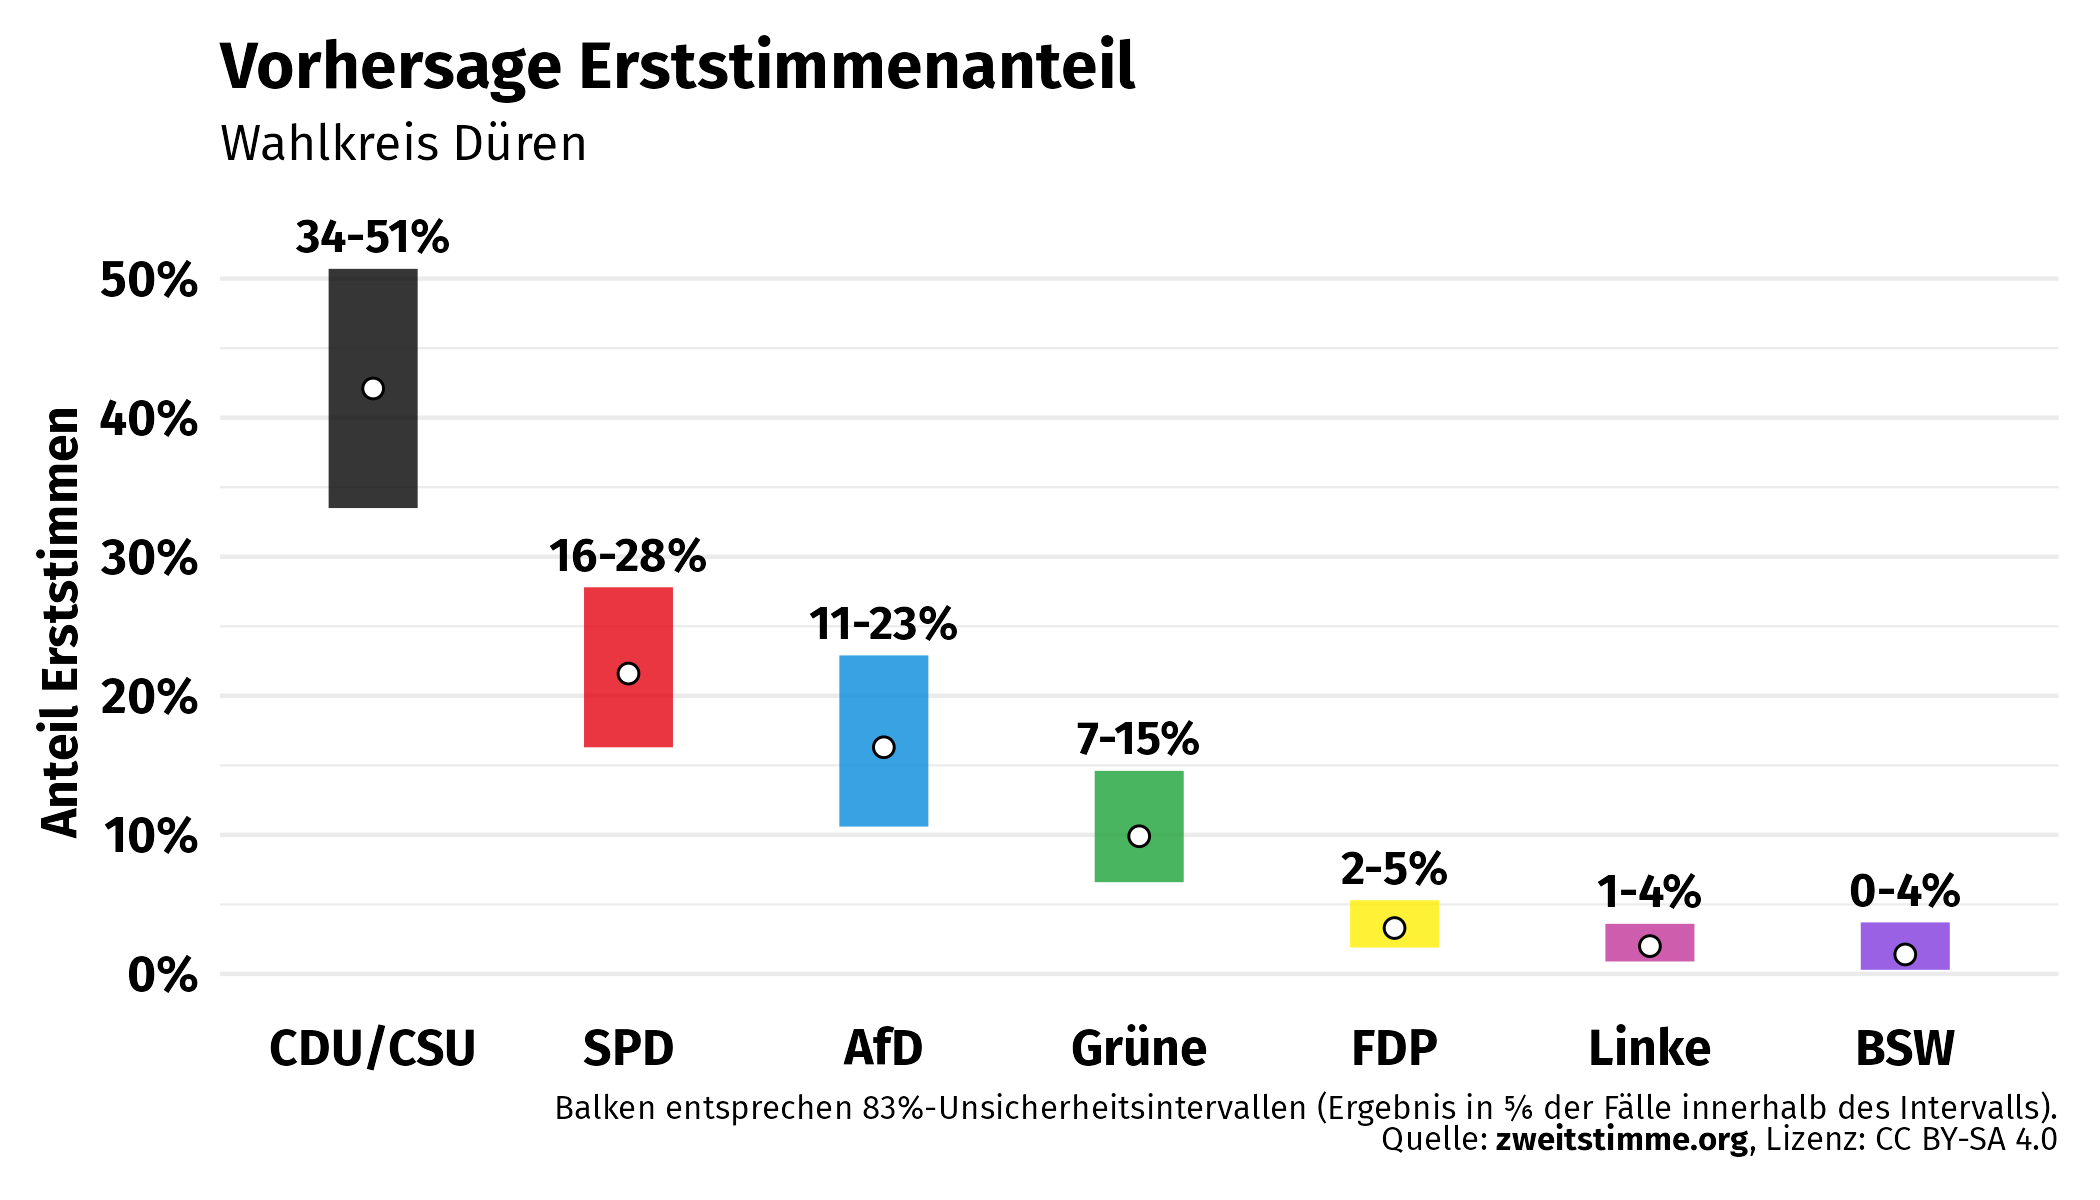 Vorhersage Erststimmenanteil
Wahlkreis Düren
Anteil Erststimmen
50%
40%
30%
20%
10%
0%
34-51%
16-28%
11-23%
7-15%
2-5%
1-4%
0-4%
CDU/CSU SPD AfD Grüne FDP Linke BSW
Balken entsprechen 83%-Unsicherheitsintervallen (Ergebnis in ⅚ der Fälle innerhalb des Intervalls).
Quelle: zweitstimme.org, Lizenz: CC BY-SA 4.0